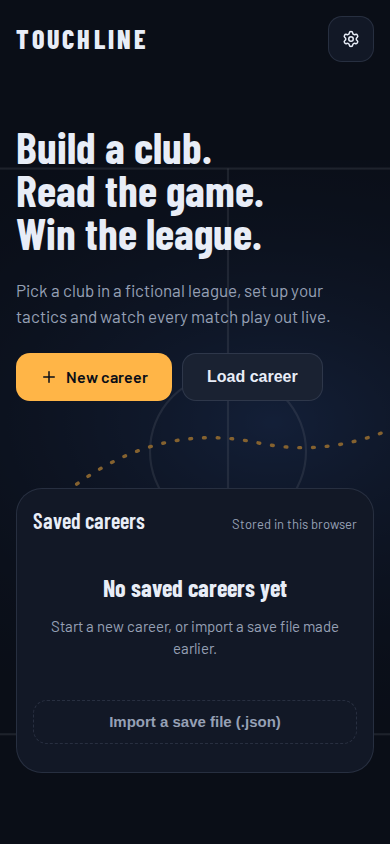 TOUCHLINE
Build a club.
Read the game.
Win the league.
Pick a club in a fictional league, set up your
tactics and watch every match play out live.
New career
Load career
Saved careers
Stored in this browser
No saved careers yet
Start a new career, or import a save file made
earlier.
Import a save file (.json)